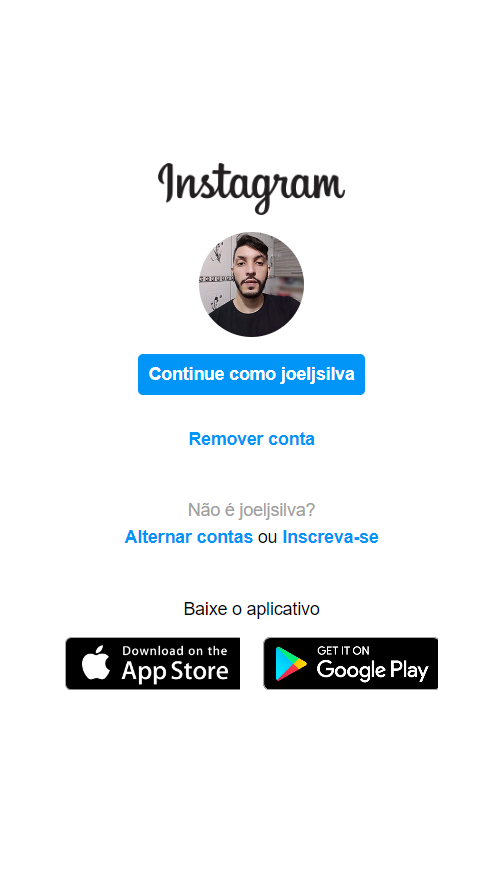 Instagram
Continue como joeljsilva
Remover conta
Não é joeljsilva?
Alternar contas ou Inscreva-se
Baixe o aplicativo
Download on the
App Store
GET IT ON
Google Play